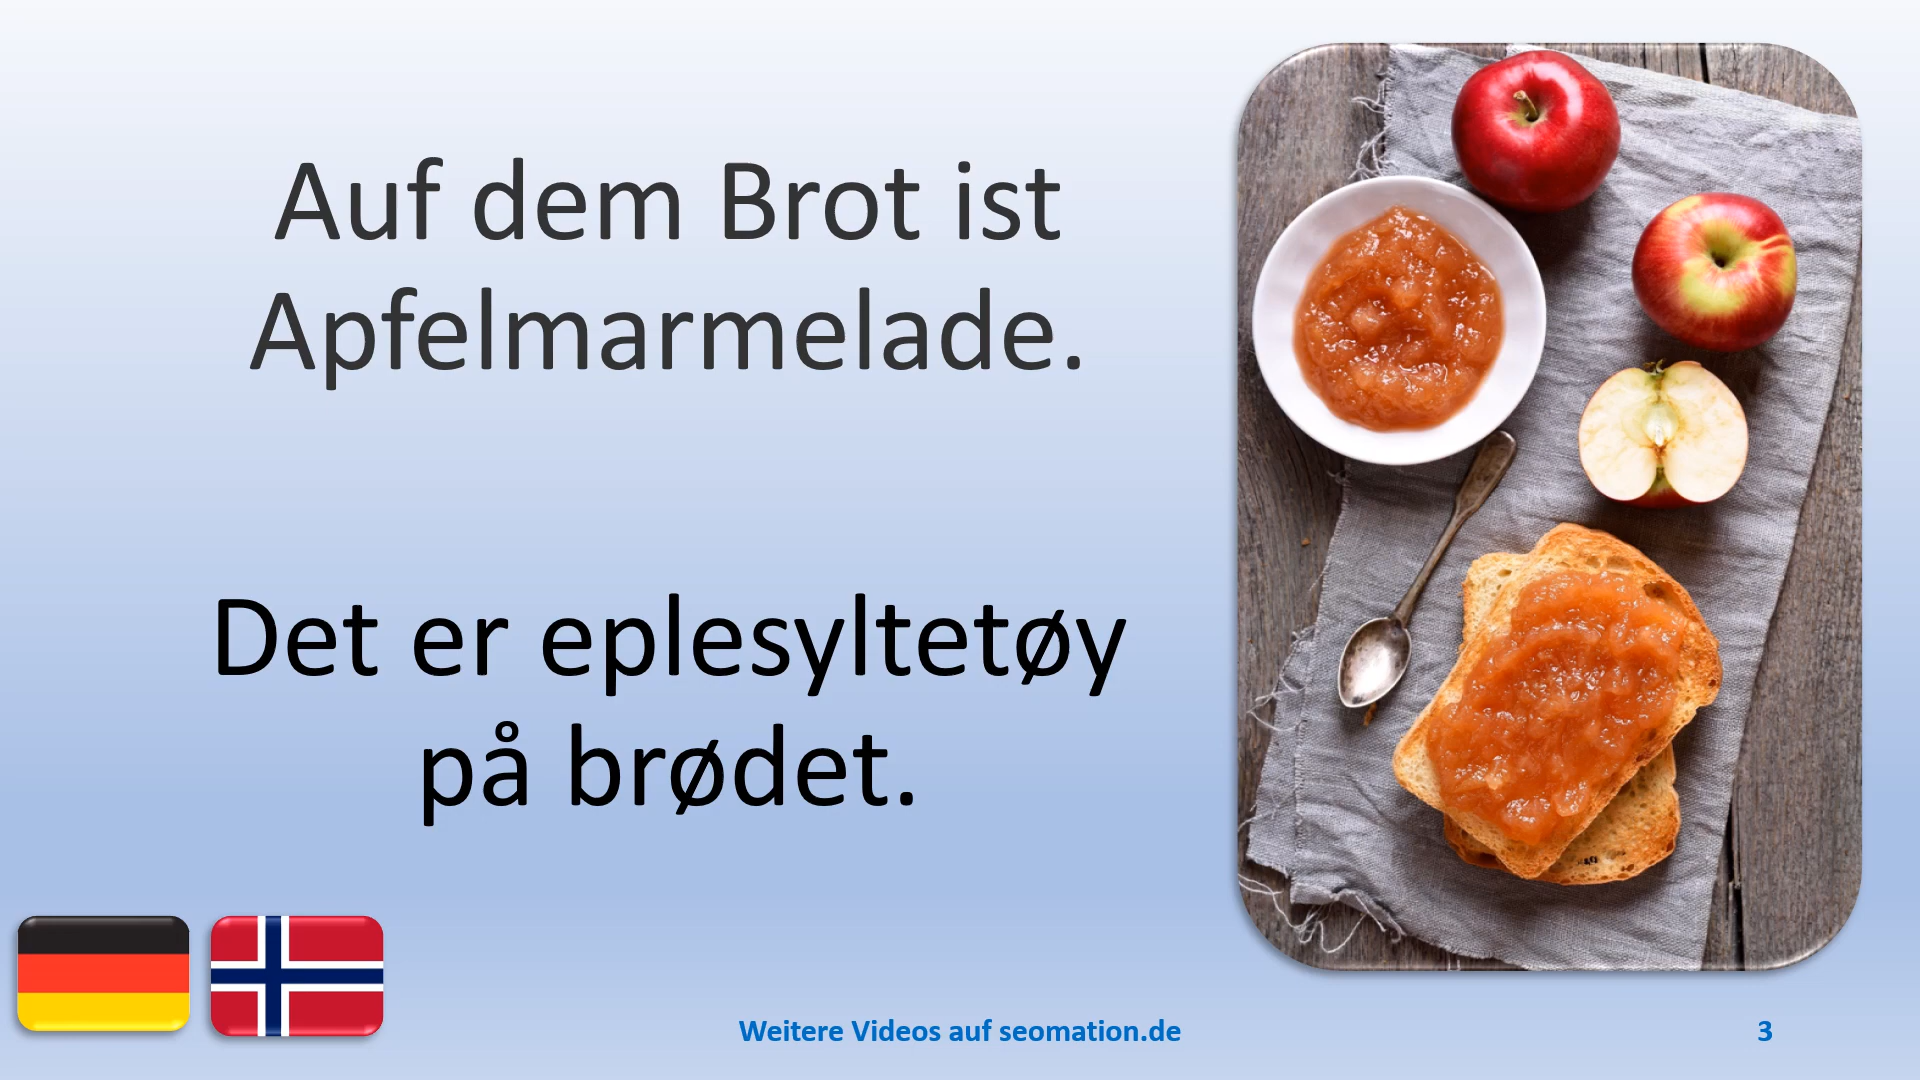 Auf dem Brot ist
Apfelmarmelade.
Det er eplesyltetøy
på brødet.
Weitere Videos auf seomation.de
3